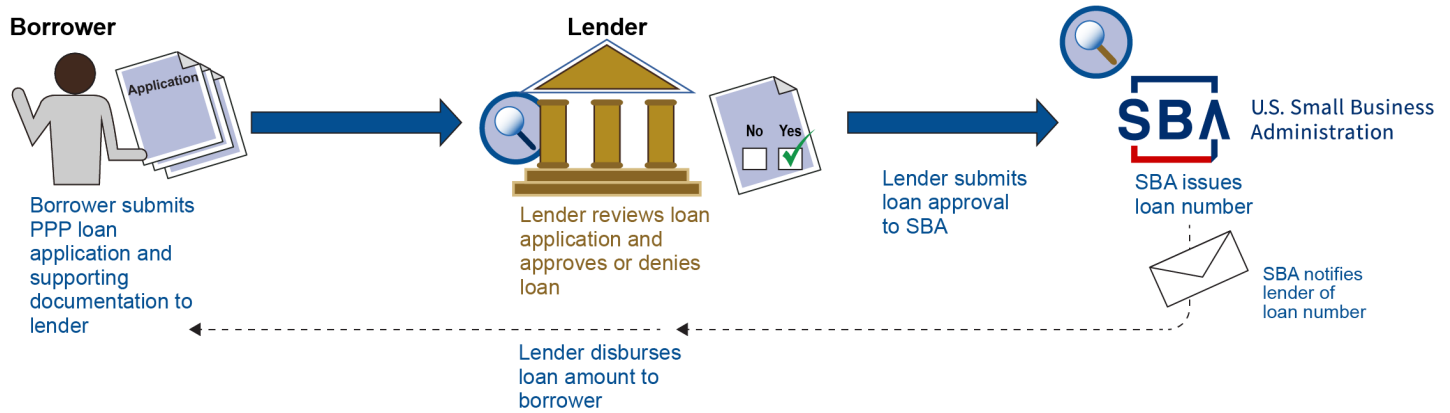 Borrower
Application
Borrower submits
PPP loan
application and
supporting
documentation to
lender
Lender
No Yes
Lender reviews loan
application and
approves or denies
loan
Lender submits
loan approval
to SBA
SBA
U.S. Small Business
Administration
SBA issues
loan number
SBA notifies
lender of
loan number
Lender disburses
loan amount to
borrower